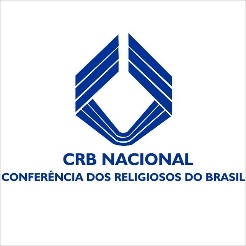 CRB NACIONAL
CONFERÊNCIA DOS RELIGIOSOS DO BRASIL